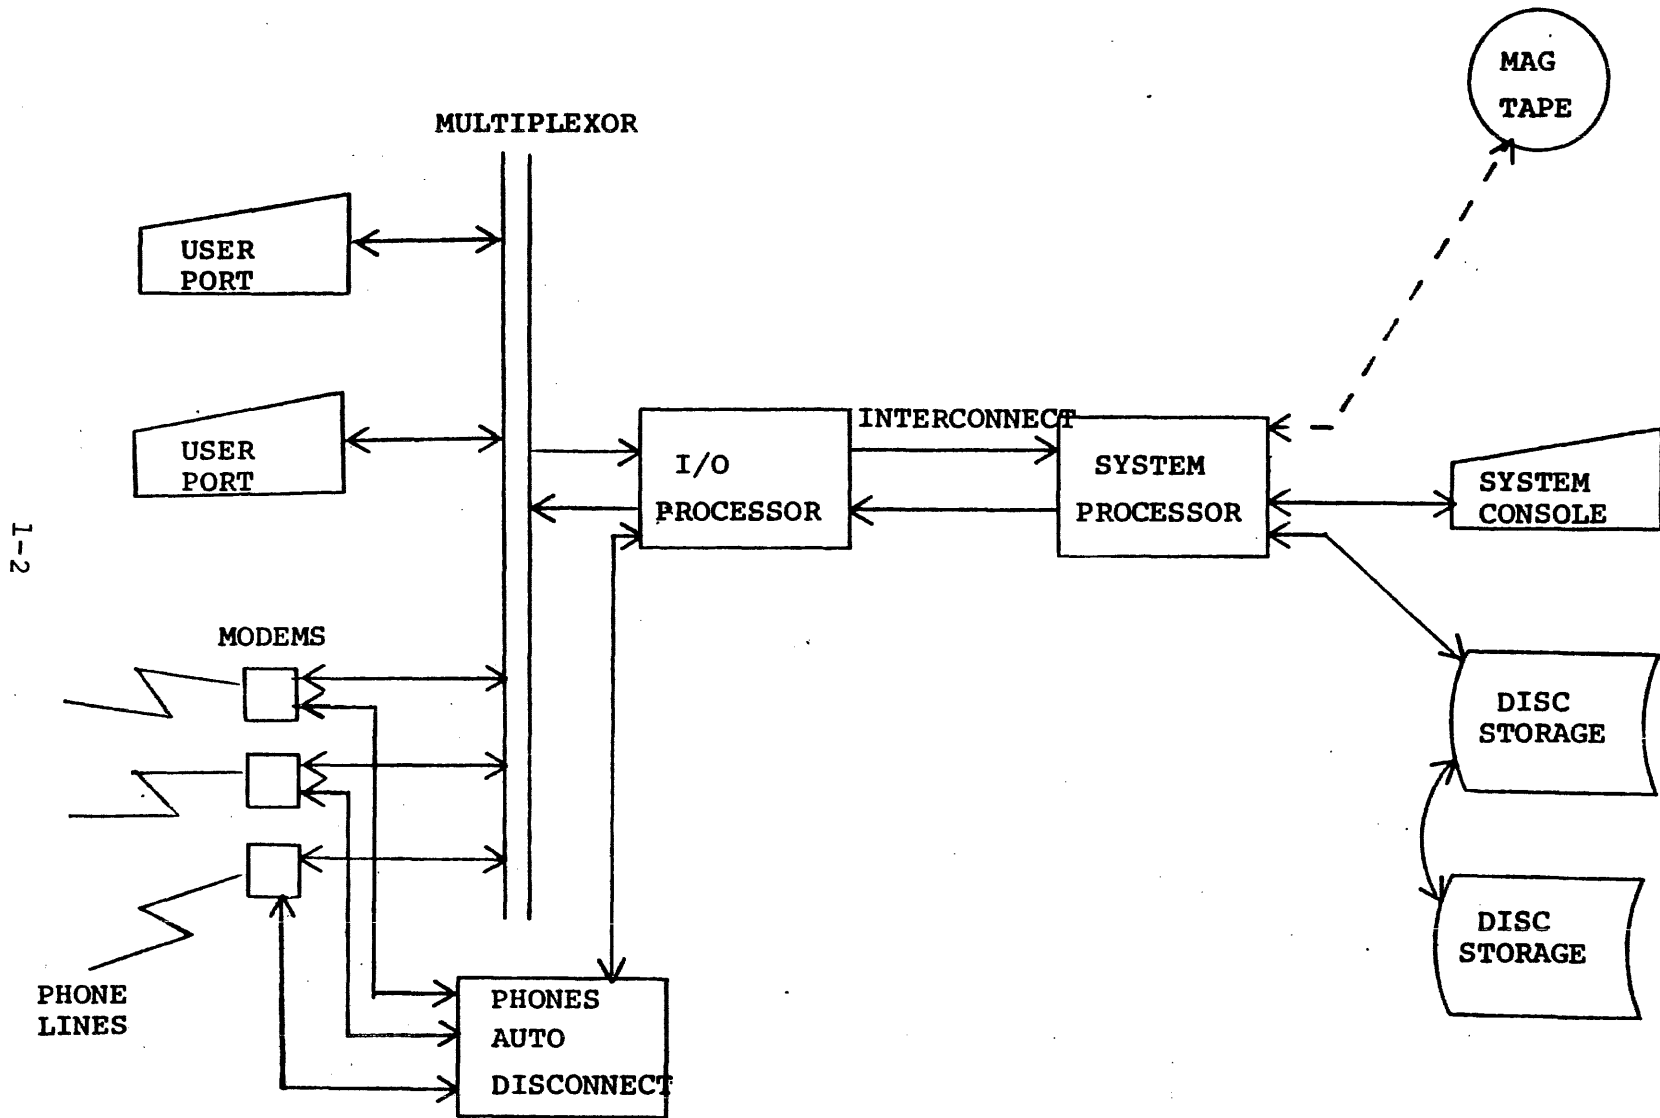 MAG
TAPE
MULTIPLEXOR
USER
PORT
USER
PORT
I/O
PROCESSOR
INTERCONNECT
SYSTEM
PROCESSOR
SYSTEM
CONSOLE
1-2
MODEMS
DISC
STORAGE
DISC
STORAGE
PHONE
LINES
PHONES
AUTO
DISCONNECT